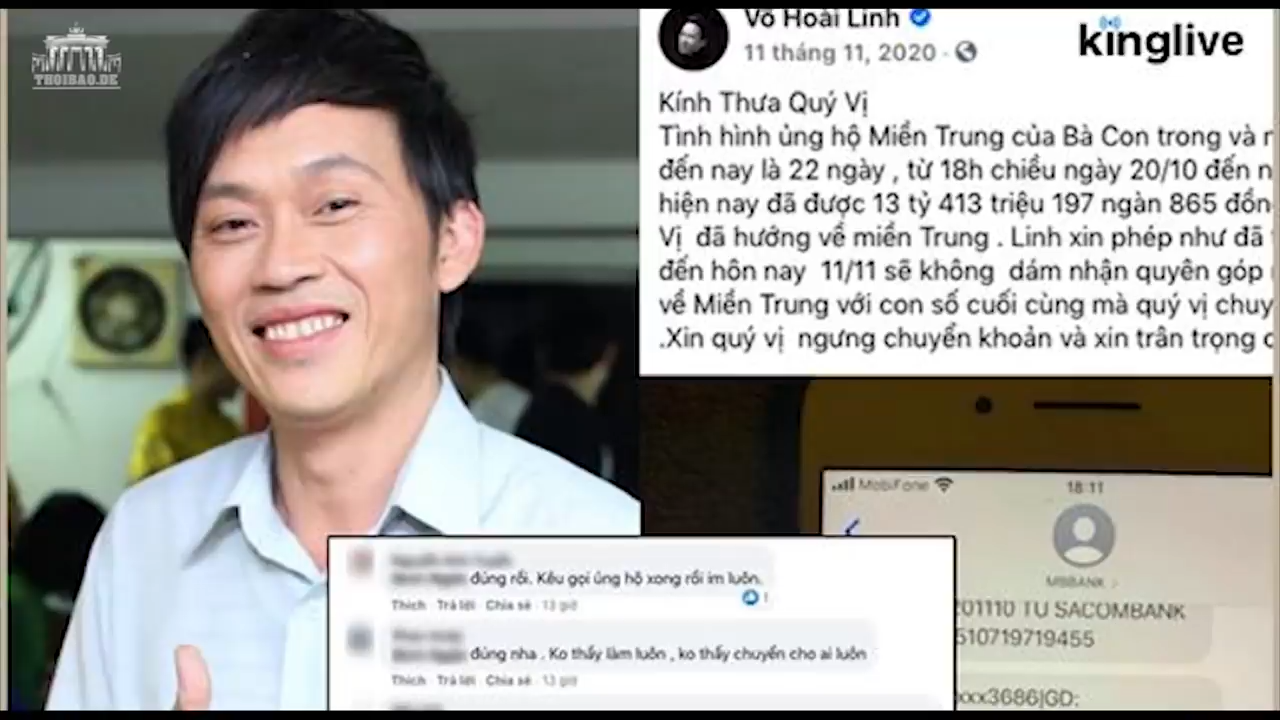 THOIBAO.DE
kinglive
Võ Hoài Linh
11 tháng 11, 2020 ·
Kính Thưa Quý Vị
Tình hình ủng hộ Miền Trung của Bà Con trong và
đến nay là 22 ngày , từ 18h chiều ngày 20/10 đến
hiện nay đã được 13 tỷ 413 triệu 197 ngàn 865 đồng
Vị đã hướng về miền Trung . Linh xin phép như đã
đến hôn nay 11/11 sẽ không dám nhận quyên góp
về Miền Trung với con số cuối cùng mà quý vị
.Xin quý vị ngưng chuyển khoản và xin trân trọng
MobiFone
18:11
MBBANK >
201110 TU SACOMBANK
510719719455
xxx3686|GD:
đúng rồi. Kêu gọi ủng hộ xong rồi im luôn.
Thích Trả lời Chia sẻ · 13 giờ
đúng nha . Ko thấy làm luôn , ko thấy chuyển cho ai luôn
Thích Trả lời Chia sẻ · 13 giờ